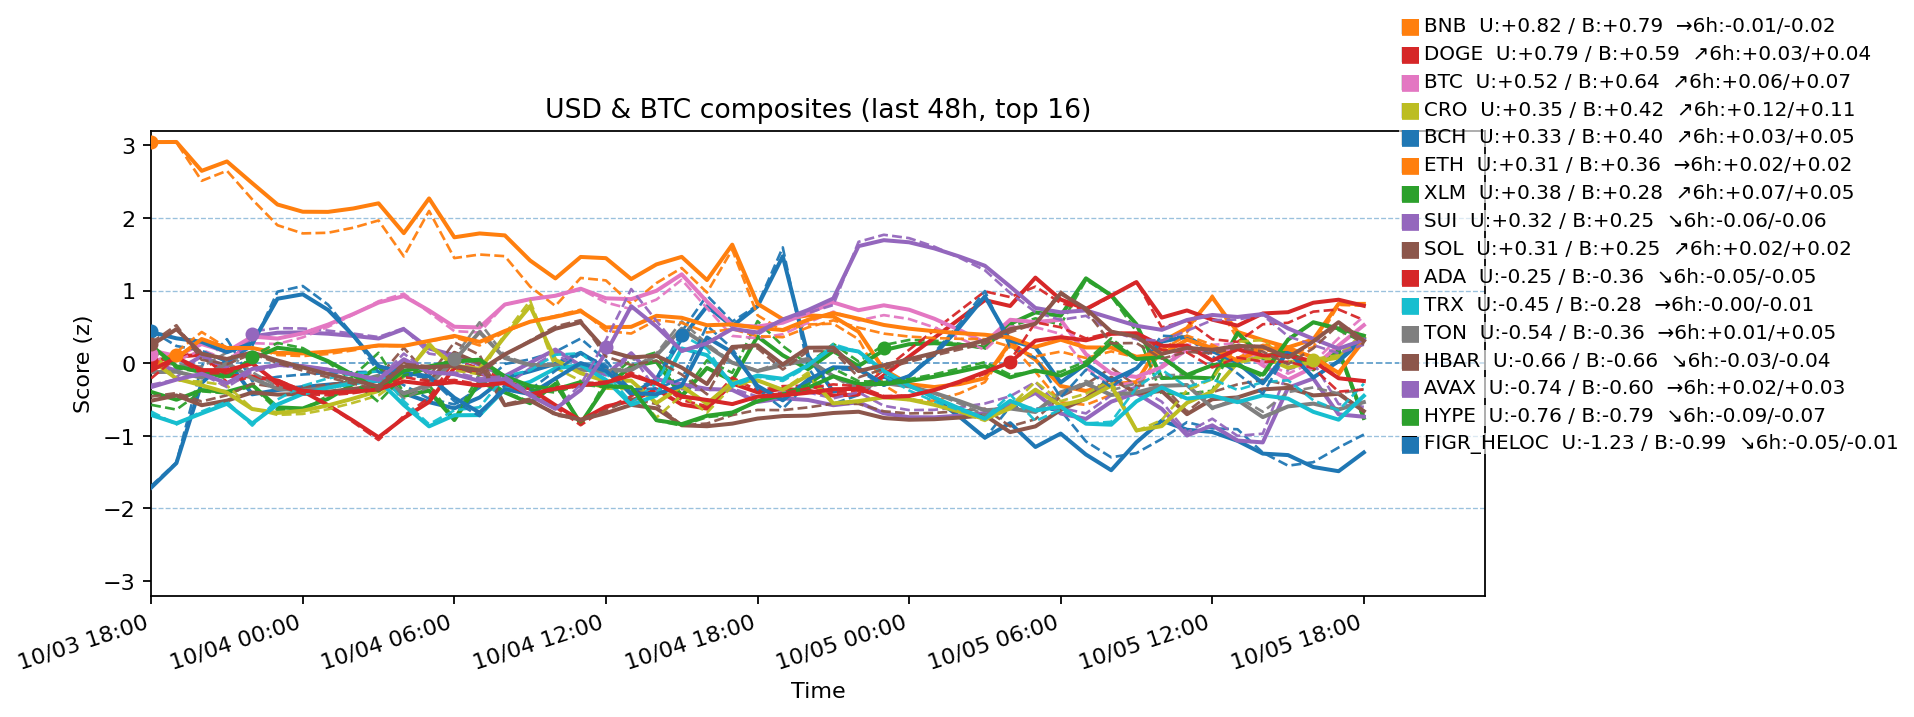 BNB  U:+0.82 / B:+0.79  →6h:-0.01/-0.02
DOGE  U:+0.79 / B:+0.59  ↗6h:+0.03/+0.04
BTC  U:+0.52 / B:+0.64  ↗6h:+0.06/+0.07
CRO  U:+0.35 / B:+0.42  ↗6h:+0.12/+0.11
BCH  U:+0.33 / B:+0.40  ↗6h:+0.03/+0.05
ETH  U:+0.31 / B:+0.36  →6h:+0.02/+0.02
XLM  U:+0.38 / B:+0.28  ↗6h:+0.07/+0.05
SUI  U:+0.32 / B:+0.25  ↘6h:-0.06/-0.06
SOL  U:+0.31 / B:+0.25  ↗6h:+0.02/+0.02
ADA  U:-0.25 / B:-0.36  ↘6h:-0.05/-0.05
TRX  U:-0.45 / B:-0.28  →6h:-0.00/-0.01
TON  U:-0.54 / B:-0.36  →6h:+0.01/+0.05
HBAR  U:-0.66 / B:-0.66  ↘6h:-0.03/-0.04
AVAX  U:-0.74 / B:-0.60  →6h:+0.02/+0.03
HYPE  U:-0.76 / B:-0.79  ↘6h:-0.09/-0.07
FIGR_HELOC  U:-1.23 / B:-0.99  ↘6h:-0.05/-0.01
USD & BTC composites (last 48h, top 16)
Score (z)
3
2
1
0
−1
−2
−3
10/03 18:00
10/04 00:00
10/04 06:00
10/04 12:00
10/04 18:00
10/05 00:00
10/05 06:00
10/05 12:00
10/05 18:00
Time